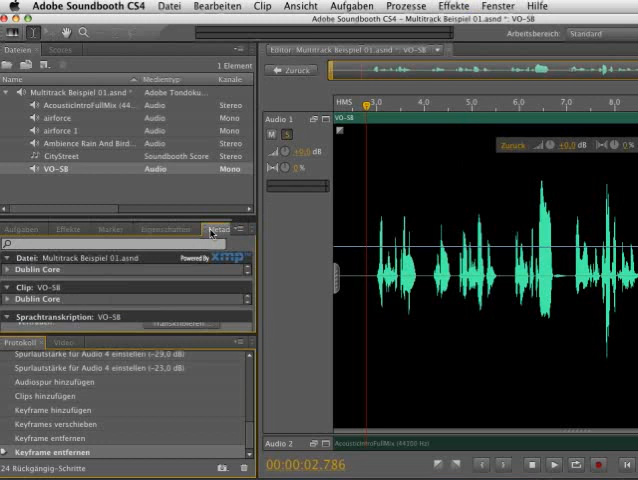 Adobe Soundbooth CS4 Datei Bearbeiten Clip Ansicht Aufgaben Effekte Fenster Hilfe
Adobe Soundbooth CS4 – Multitrack Beispiel 01.asnd *: VO-SB
Arbeitsbereich: Standard
Dateien Scores
1 Element
Name Medientyp Kanäle
Multitrack Beispiel 01.asnd * Adobe Tondoku...
AcousticIntroFullMix (44... Audio Stereo
airforce Audio Mono
airforce 1 Audio Mono
Ambience Rain And Bird... Audio Stereo
CityStreet Soundbooth Score Stereo
VO-SB Audio Mono
Aufgaben Effekte Marker Eigenschaften Metad
Datei: Multitrack Beispiel 01.asnd Powered By xmp
Dublin Core
Clip: VO-SB
Dublin Core
Sprachtranskription: VO-SB
Transkribieren...
Protokoll Video
Spurlautstärke für Audio 4 einstellen (-29,0 dB)
Spurlautstärke für Audio 4 einstellen (-23,0 dB)
Audiospur hinzufügen
Clips hinzufügen
Keyframe hinzufügen
Keyframes verschieben
Keyframe entfernen
Keyframe entfernen
24 Rückgängig-Schritte
Editor: Multitrack Beispiel 01.asnd *: VO-SB
Zurück
HMS 3,0 4,0 5,0 6,0 7,0 8,0
Audio 1
VO-SB
M S
+0,0 dB
0 %
Zurück +0,0 dB 0 %
Audio 2
AcousticIntroFullMix (44100 Hz)
00:00:02.786